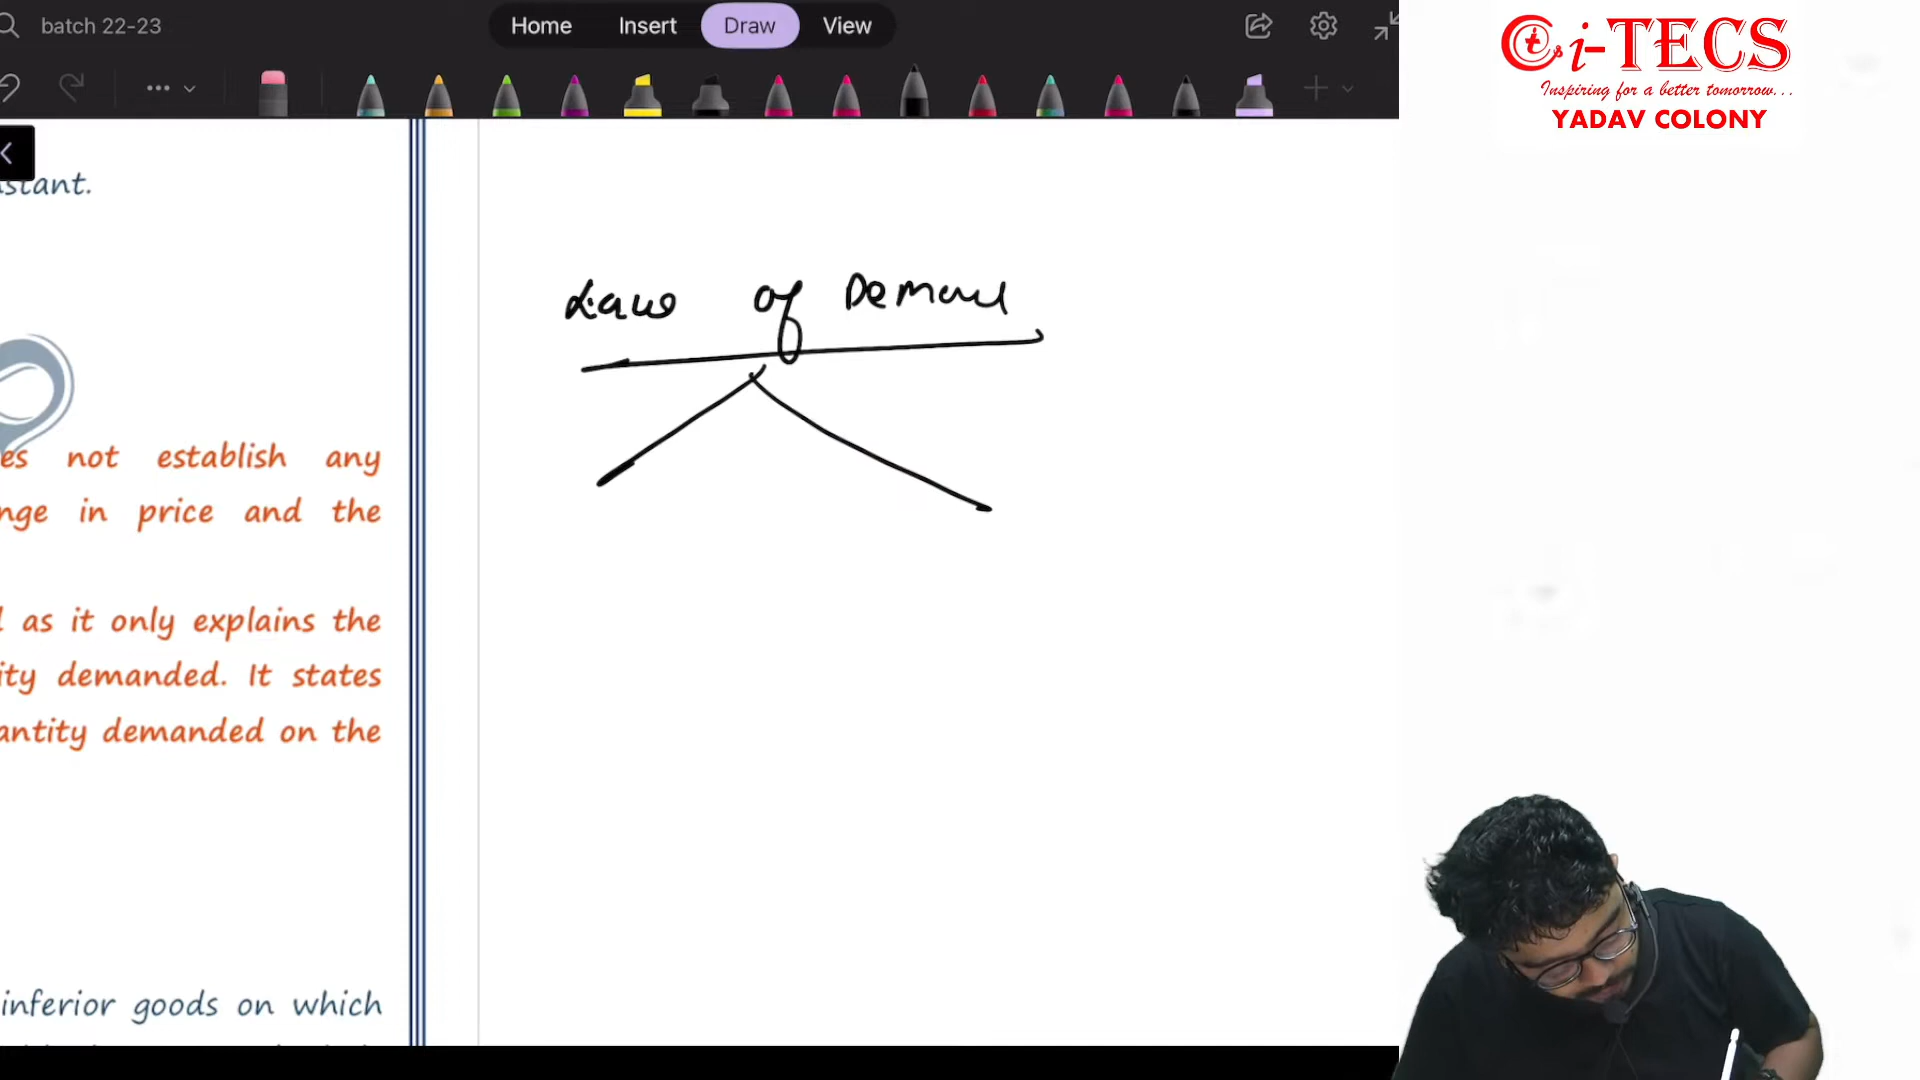 batch 22-23
Home Insert Draw View
i-TECS
Inspiring for a better tomorrow...
YADAV COLONY
stant.
Law of Demand
es not establish any
nge in price and the
as it only explains the
ity demanded. It states
antity demanded on the
inferior goods on which